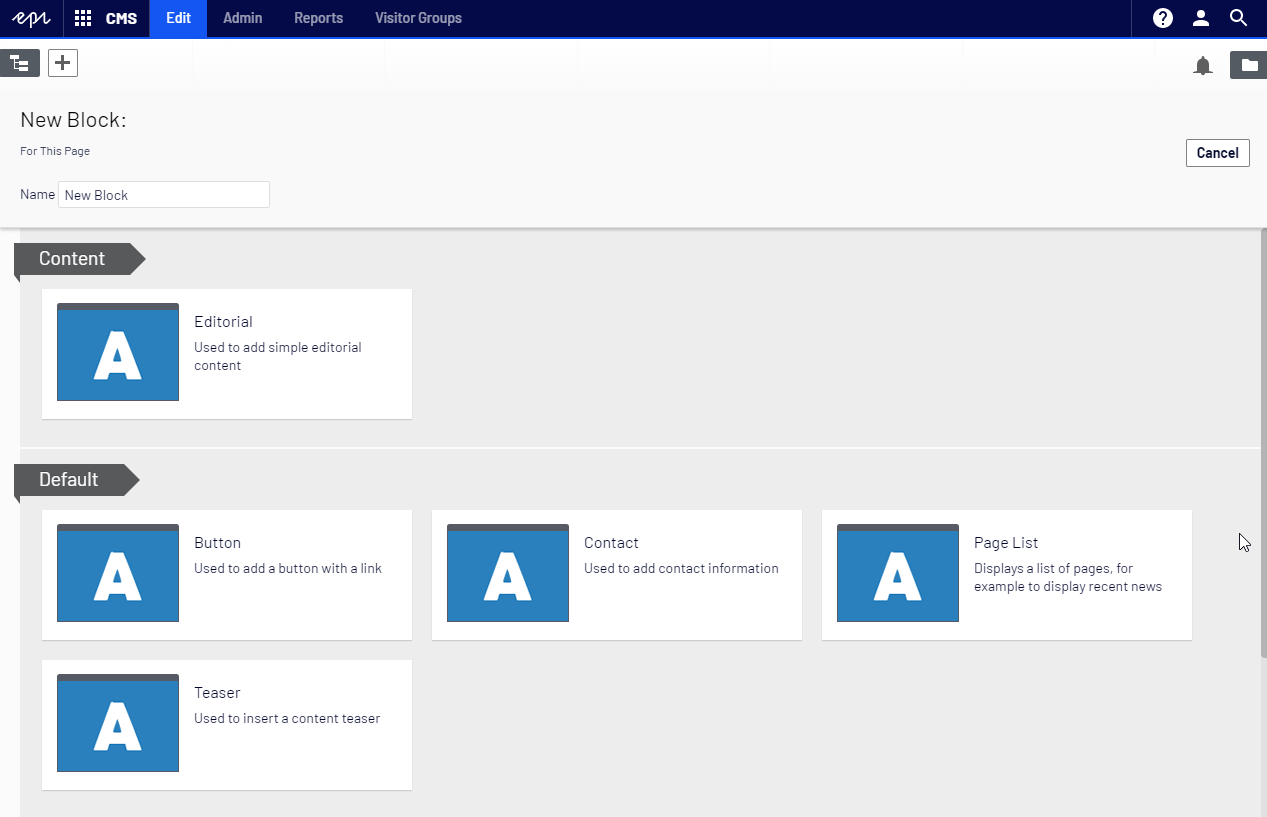 epi CMS Edit Admin Reports Visitor Groups
New Block:
For This Page
Cancel
Name New Block
Content
A
Editorial
Used to add simple editorial
content
Default
A
Button
Used to add a button with a link
A
Contact
Used to add contact information
A
Page List
Displays a list of pages, for
example to display recent news
A
Teaser
Used to insert a content teaser